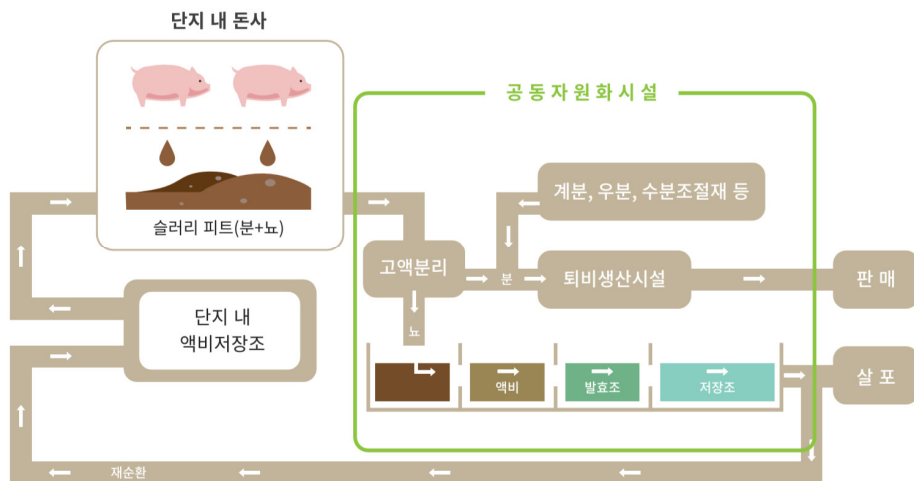 단지 내 돈사
공동자원화시설
계분, 우분, 수분조절재 등
슬러리 피트(분+뇨)
고액분리
분
퇴비생산시설
판매
단지 내
액비저장조
뇨
액비
발효조
저장조
살포
재순환